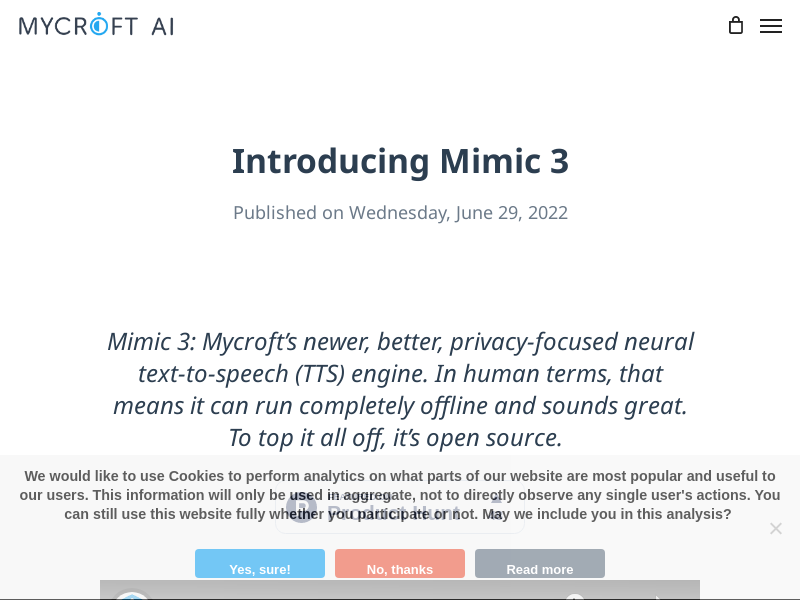 MYCROFT AI
Introducing Mimic 3
Published on Wednesday, June 29, 2022
Mimic 3: Mycroft's newer, better, privacy-focused neural
text-to-speech (TTS) engine. In human terms, that
means it can run completely offline and sounds great.
To top it all off, it's open source.
We would like to use Cookies to perform analytics on what parts of our website are most popular and useful to
our users. This information will only be used in aggregate, not to directly observe any single user's actions. You
can still use this website fully whether you participate or not. May we include you in this analysis?
Product Hunt
Yes, sure!
No, thanks
Read more